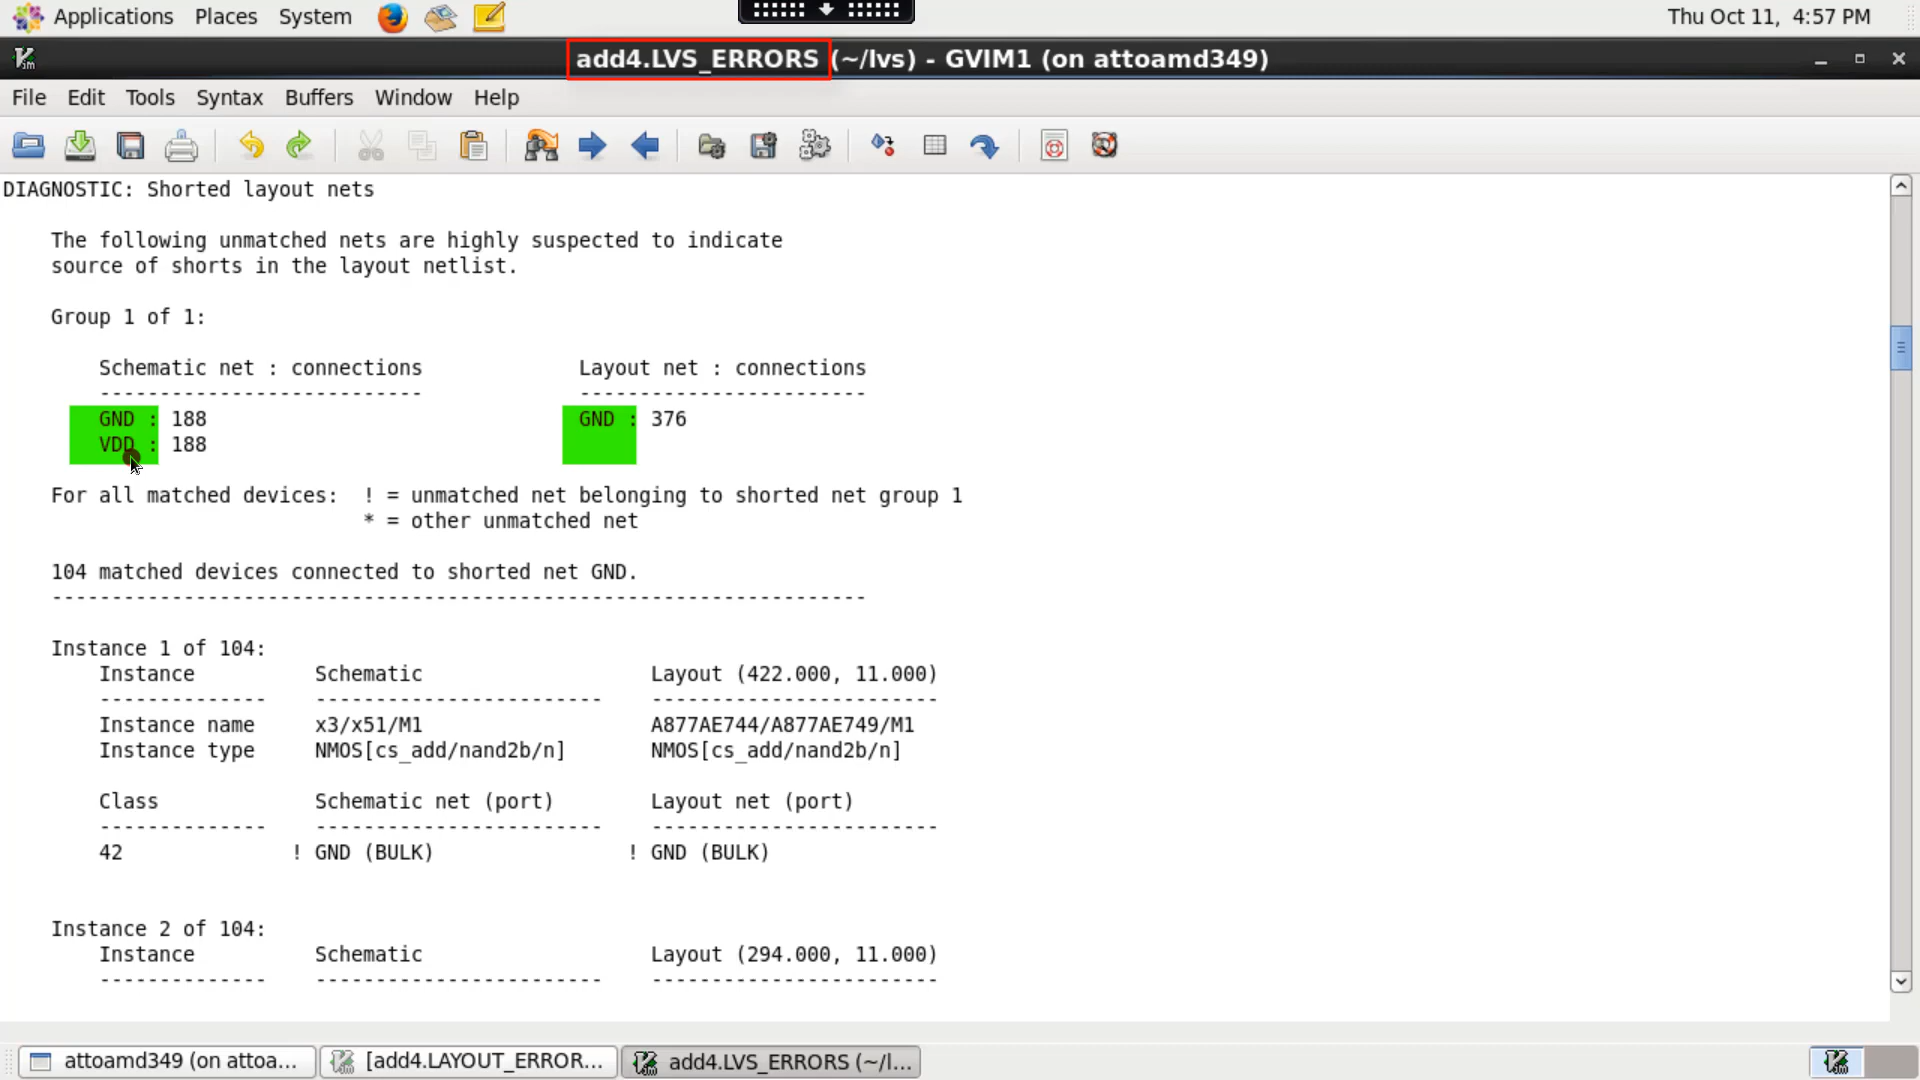 Applications Places System Thu Oct 11, 4:57 PM
add4.LVS_ERRORS (~/lvs) - GVIM1 (on attoamd349)
File Edit Tools Syntax Buffers Window Help
DIAGNOSTIC: Shorted layout nets
The following unmatched nets are highly suspected to indicate
source of shorts in the layout netlist.
Group 1 of 1:
Schematic net : connections Layout net : connections
--------------------------- ------------------------
GND : 188 GND : 376
VDD : 188
For all matched devices: ! = unmatched net belonging to shorted net group 1
* = other unmatched net
104 matched devices connected to shorted net GND.
--------------------------------------------------------------------
Instance 1 of 104:
Instance Schematic Layout (422.000, 11.000)
-------------- ------------------------ ------------------------
Instance name x3/x51/M1 A877AE744/A877AE749/M1
Instance type NMOS[cs_add/nand2b/n] NMOS[cs_add/nand2b/n]
Class Schematic net (port) Layout net (port)
-------------- ------------------------ ------------------------
42 ! GND (BULK) ! GND (BULK)
Instance 2 of 104:
Instance Schematic Layout (294.000, 11.000)
-------------- ------------------------ ------------------------
attoamd349 (on attoa... [add4.LAYOUT_ERROR... add4.LVS_ERRORS (~/l...